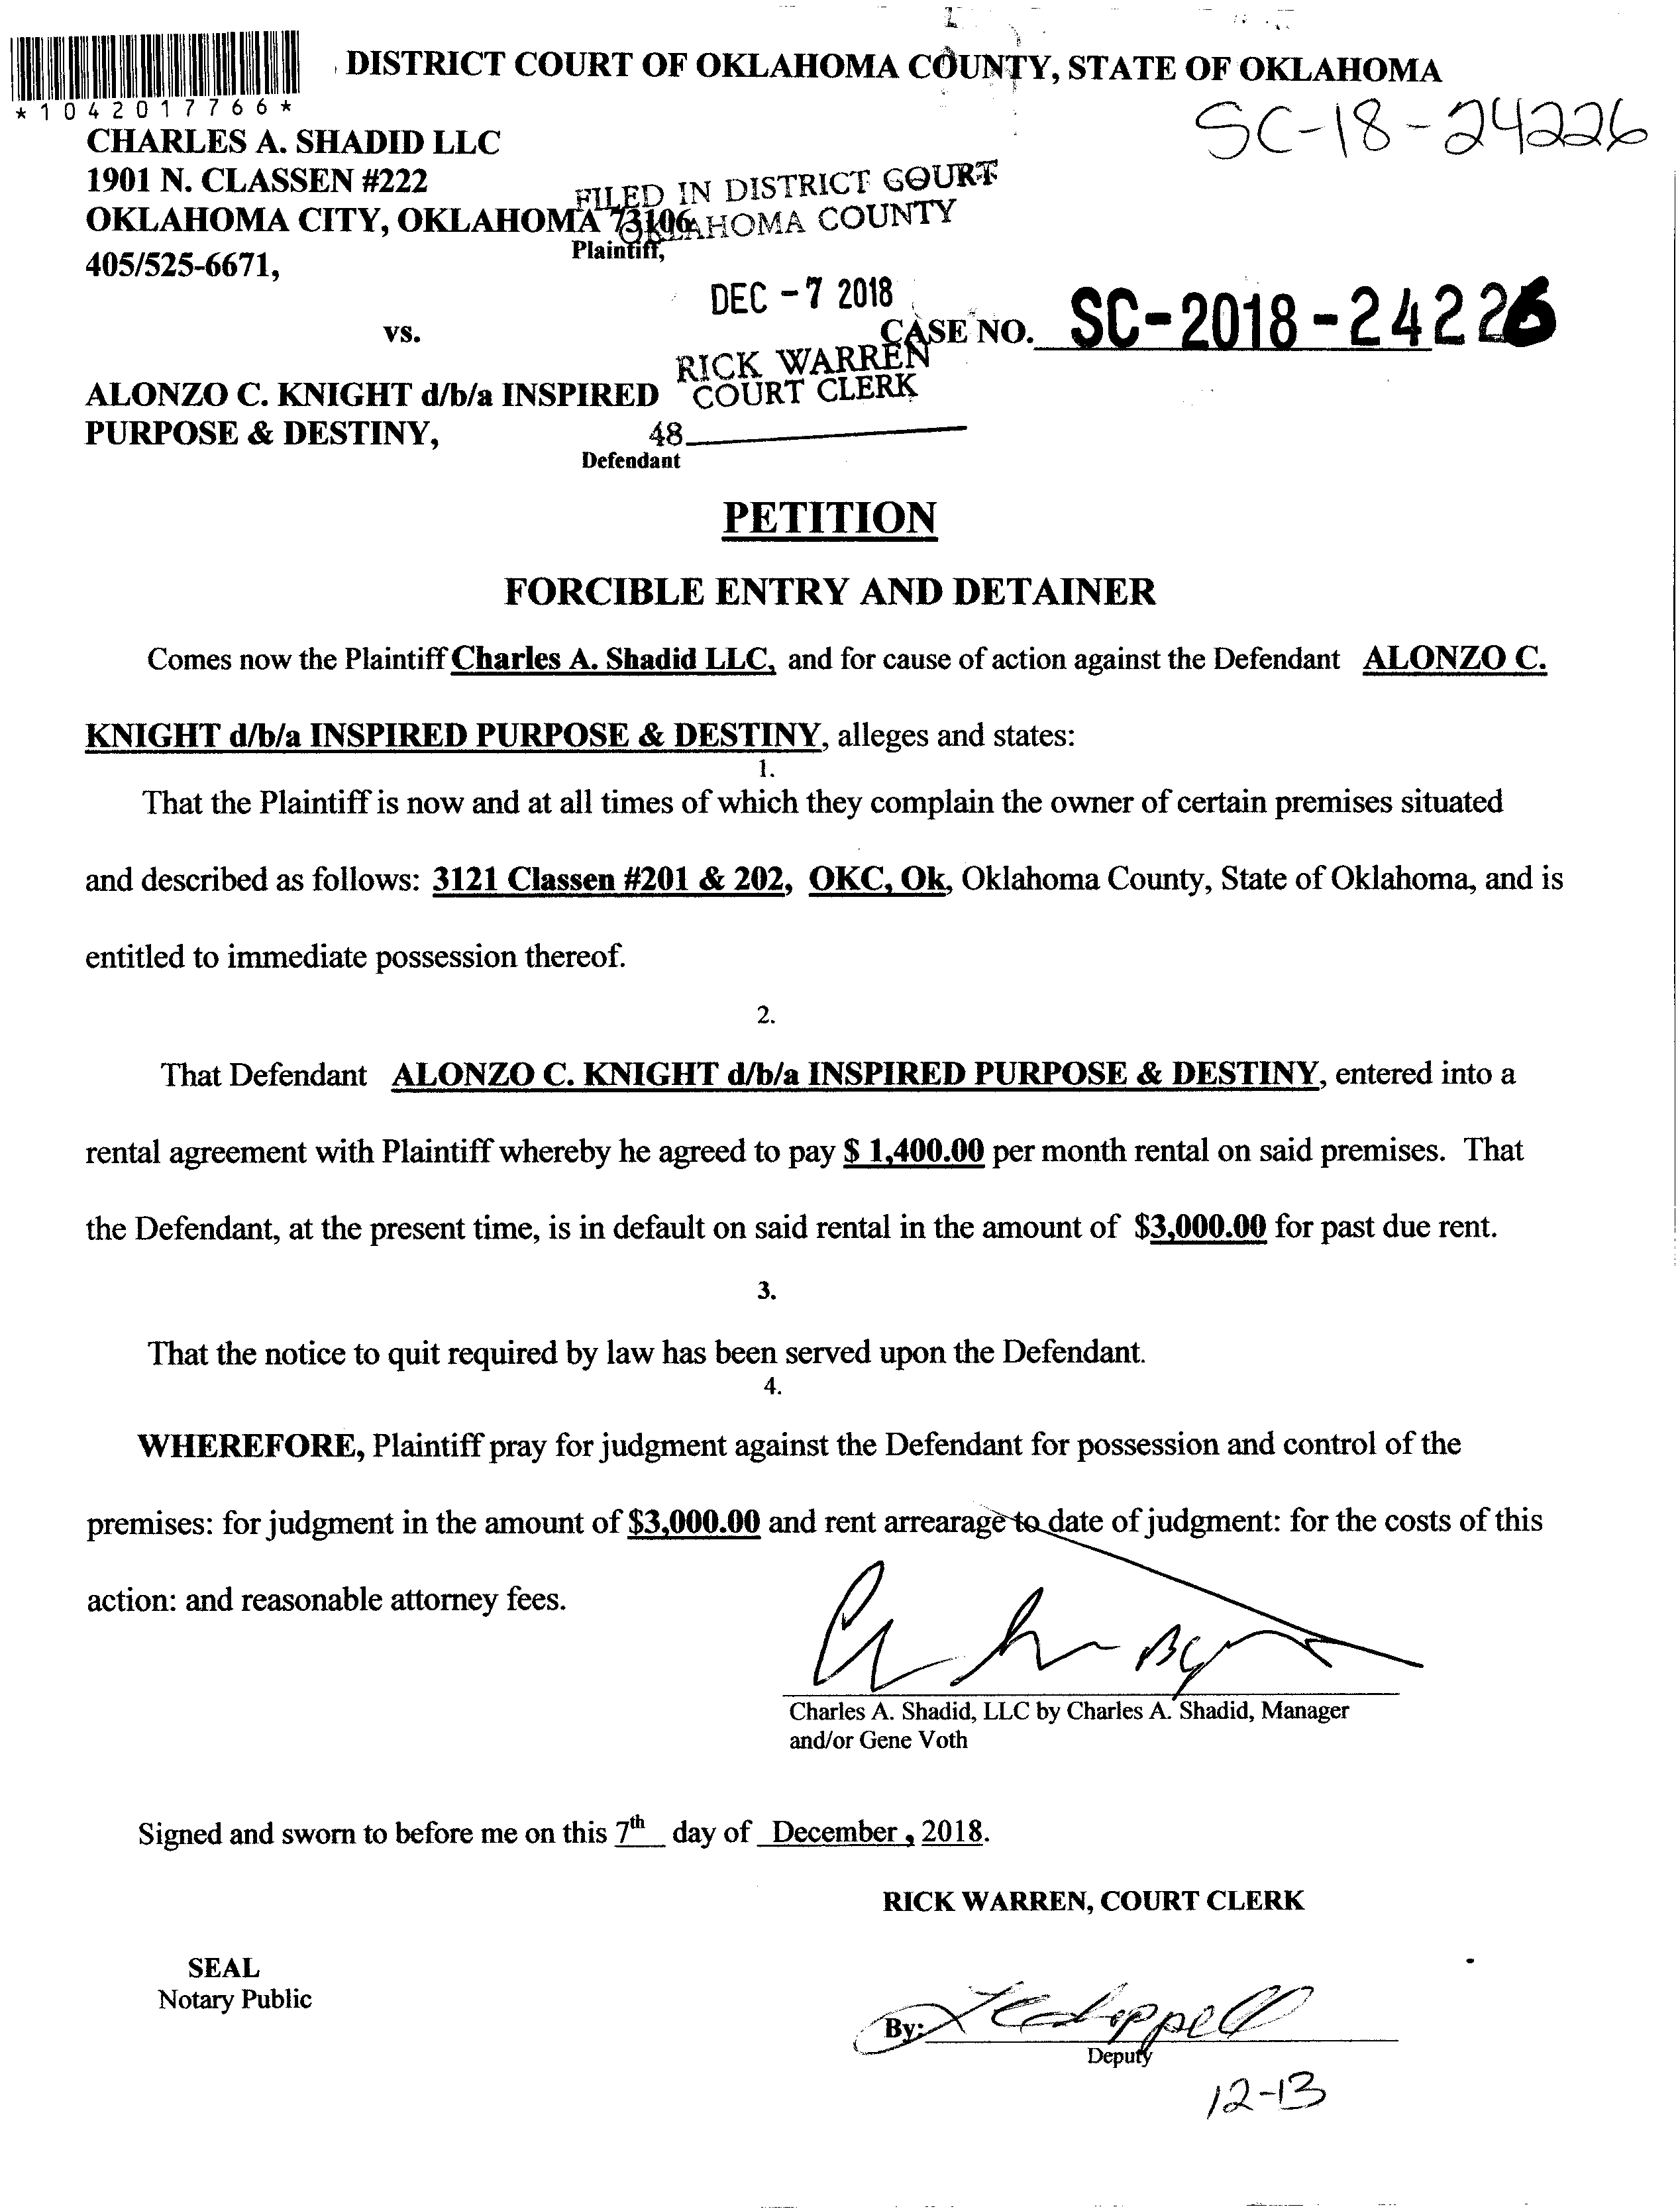 DISTRICT COURT OF OKLAHOMA COUNTY, STATE OF OKLAHOMA
*1042017766*
SC-18-24226
CHARLES A. SHADID LLC
1901 N. CLASSEN #222
OKLAHOMA CITY, OKLAHOMA 73106
Plaintiff,
405/525-6671,
FILED IN DISTRICT COURT
OKLAHOMA COUNTY
DEC -7 2018
vs.
CASE NO. SC-2018-24226
RICK WARREN
COURT CLERK
ALONZO C. KNIGHT d/b/a INSPIRED
PURPOSE & DESTINY,
48
Defendant
PETITION
FORCIBLE ENTRY AND DETAINER
Comes now the Plaintiff Charles A. Shadid LLC, and for cause of action against the Defendant ALONZO C.
KNIGHT d/b/a INSPIRED PURPOSE & DESTINY, alleges and states:
1.
That the Plaintiff is now and at all times of which they complain the owner of certain premises situated
and described as follows: 3121 Classen #201 & 202, OKC, Ok, Oklahoma County, State of Oklahoma, and is
entitled to immediate possession thereof.
2.
That Defendant ALONZO C. KNIGHT d/b/a INSPIRED PURPOSE & DESTINY, entered into a
rental agreement with Plaintiff whereby he agreed to pay $ 1,400.00 per month rental on said premises. That
the Defendant, at the present time, is in default on said rental in the amount of $3,000.00 for past due rent.
3.
That the notice to quit required by law has been served upon the Defendant.
4.
WHEREFORE, Plaintiff pray for judgment against the Defendant for possession and control of the
premises: for judgment in the amount of $3,000.00 and rent arrearage to date of judgment: for the costs of this
action: and reasonable attorney fees.
Charles A. Shadid, LLC by Charles A. Shadid, Manager
and/or Gene Voth
Signed and sworn to before me on this 7th day of December, 2018.
RICK WARREN, COURT CLERK
SEAL
Notary Public
By:
Deputy
12-13